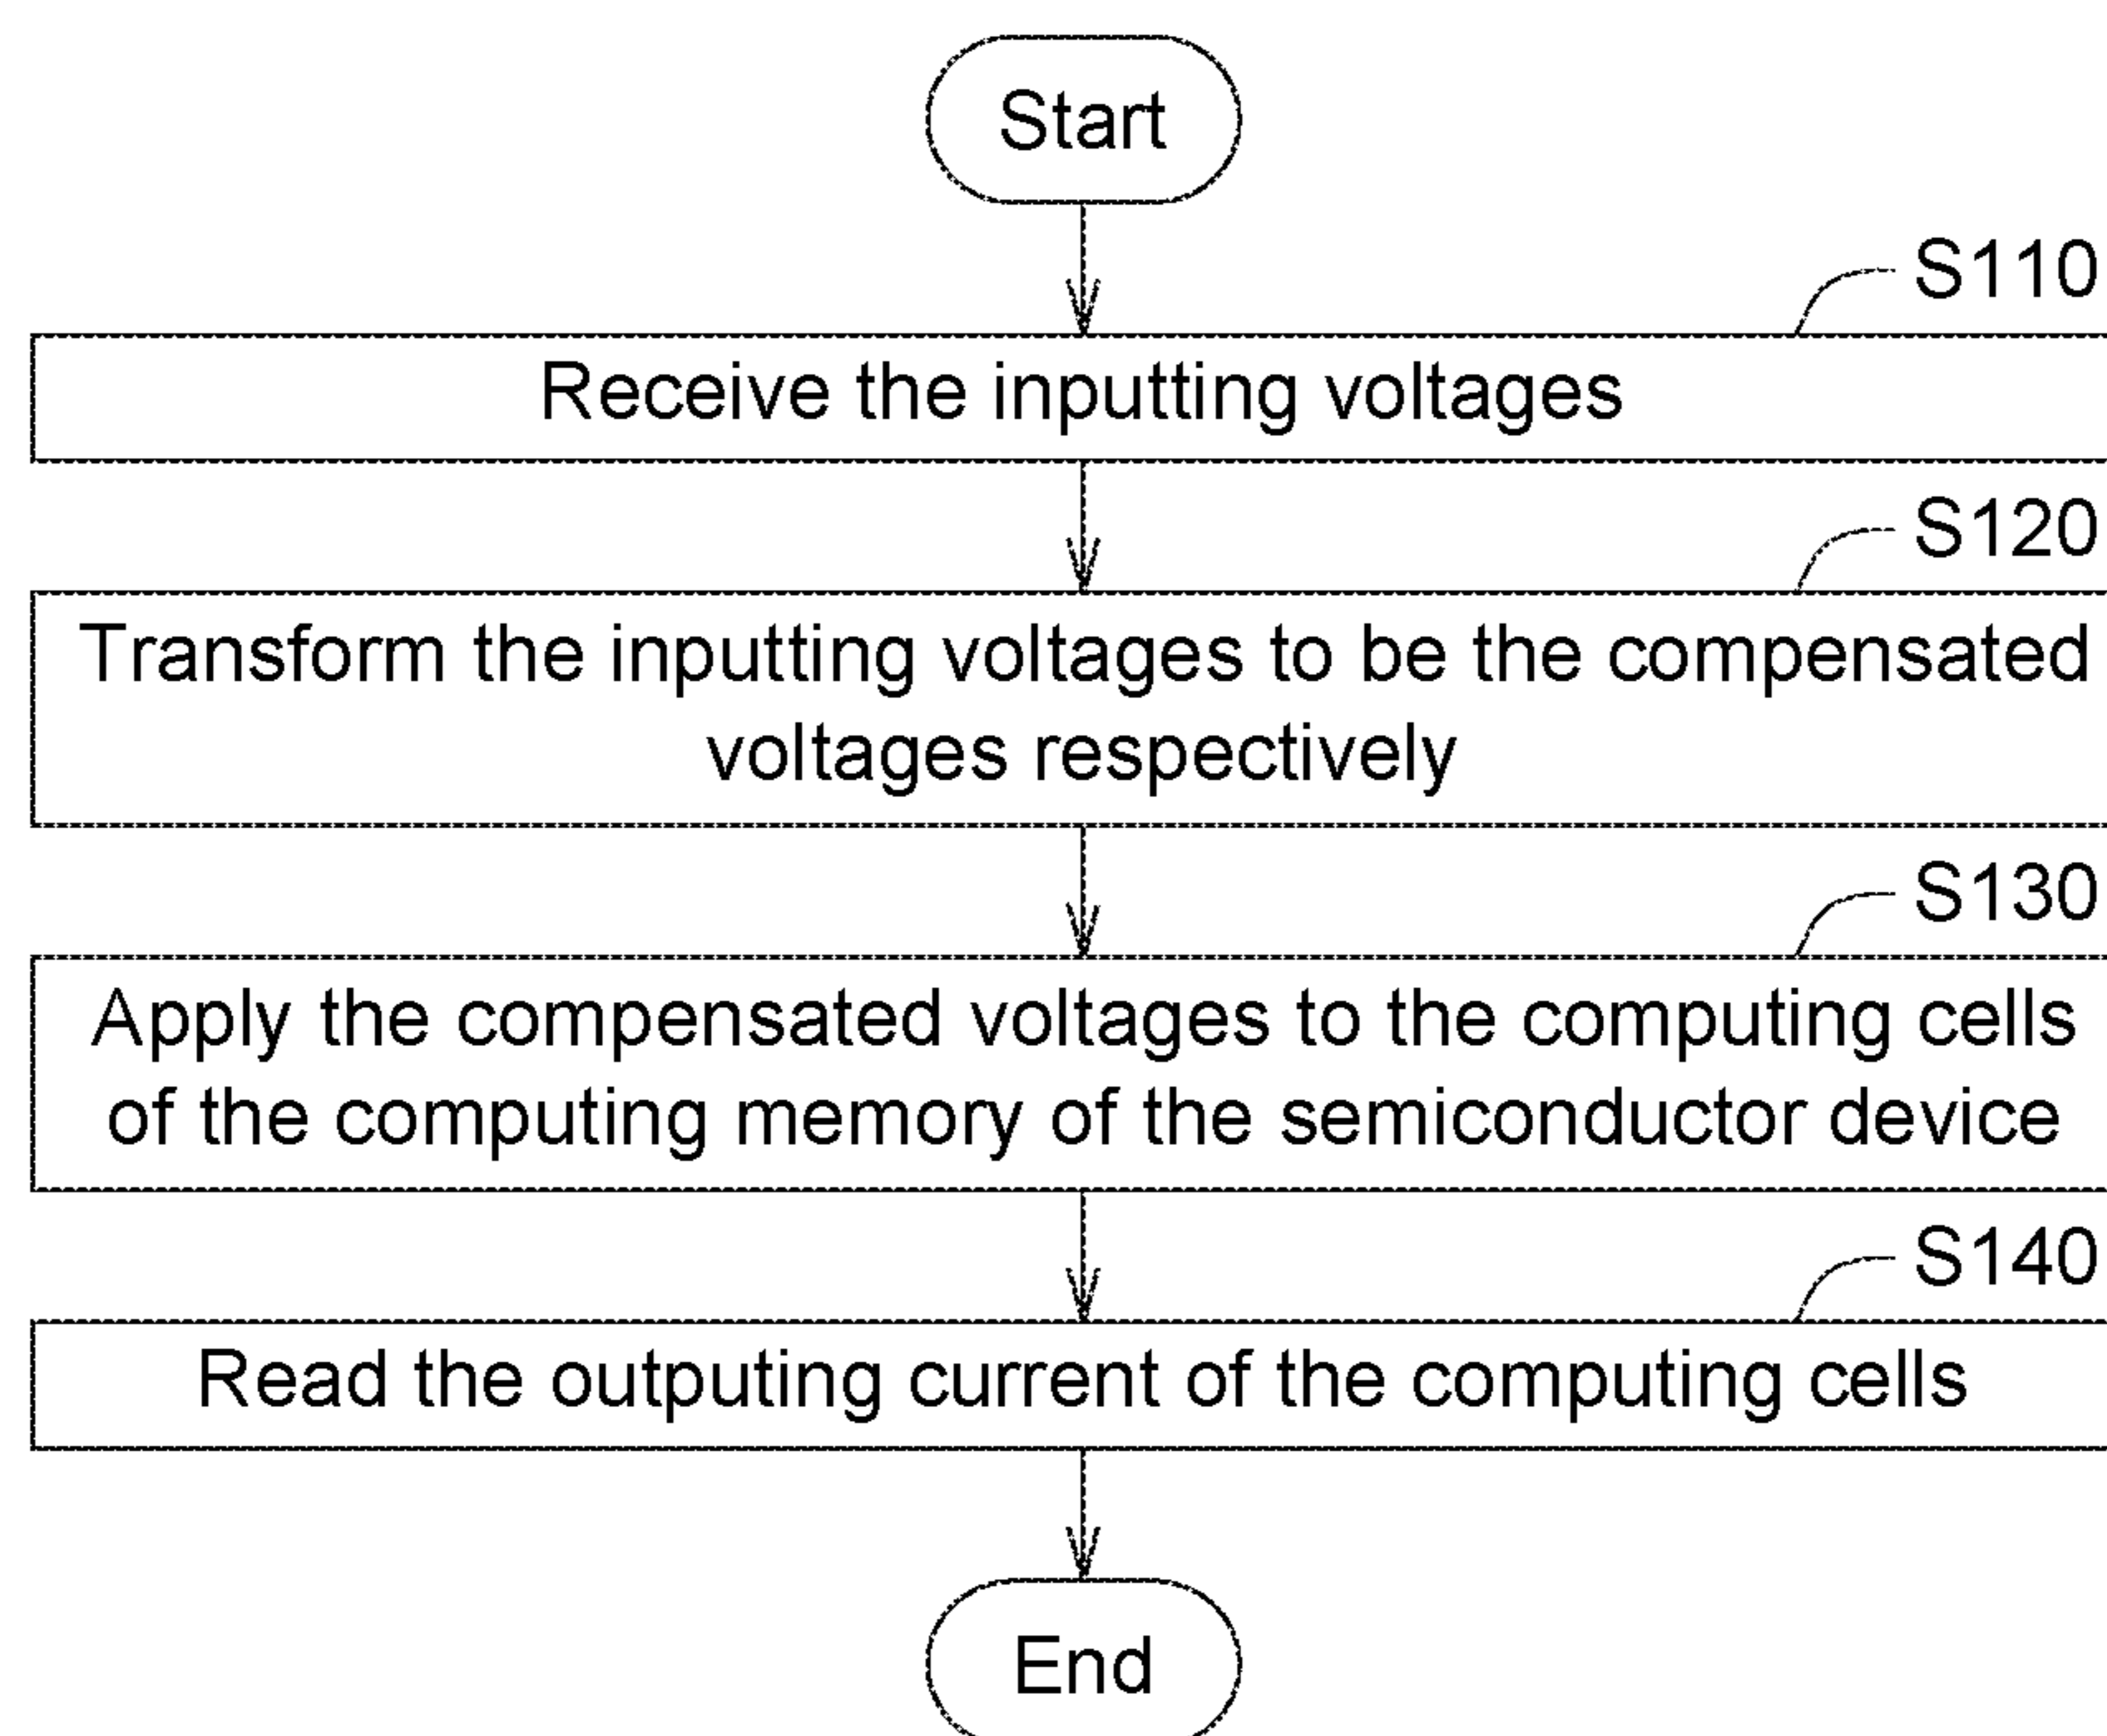 Start
S110
Receive the inputting voltages
S120
Transform the inputting voltages to be the compensated
voltages respectively
S130
Apply the compensated voltages to the computing cells
of the computing memory of the semiconductor device
S140
Read the outputing current of the computing cells
End